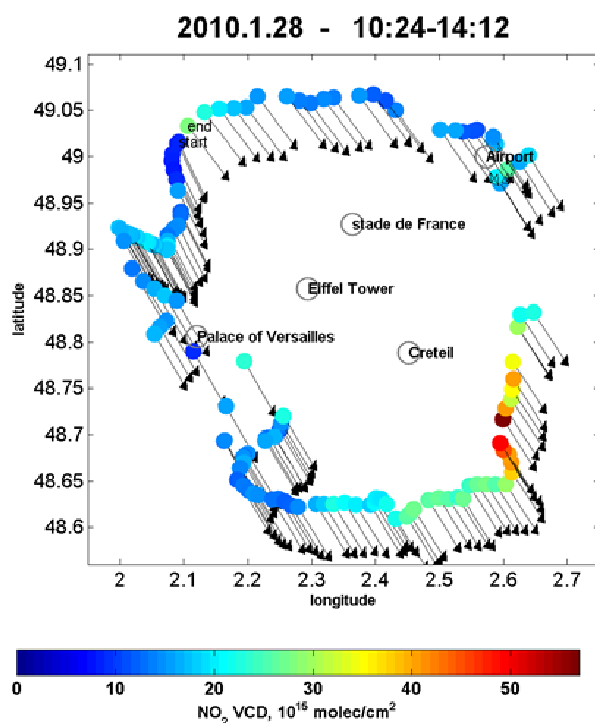 2010.1.28 - 10:24-14:12
49.1
49.05
49
48.95
48.9
48.85
48.8
48.75
48.7
48.65
48.6
latitude
end
start
Airport
stade de France
Eiffel Tower
Palace of Versailles
Creteil
2 2.1 2.2 2.3 2.4 2.5 2.6 2.7
longitude
0 10 20 30 40 50
NO2 VCD, 10^15 molec/cm^2